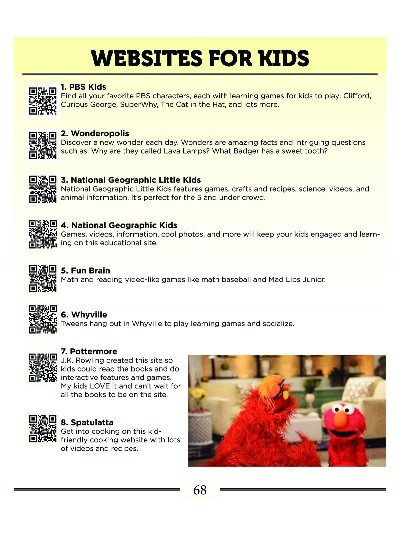 WEBSITES FOR KIDS
1. PBS Kids
Find all your favorite PBS characters, each with learning games for kids to play: Clifford,
Curious George, SuperWhy, The Cat in the Hat, and lots more.
2. Wonderopolis
Discover a new wonder each day. Wonders are amazing facts and intriguing questions
such as: Why are they called Lava Lamps? What Badger has a sweet tooth?
3. National Geographic Little Kids
National Geographic Little Kids features games, crafts and recipes, science, videos, and
animal information. It's perfect for the 5 and under crowd.
4. National Geographic Kids
Games, videos, information, cool photos, and more will keep your kids engaged and learn-
ing on this educational site.
5. Fun Brain
Math and reading video-like games like math baseball and Mad Libs Junior.
6. Whyville
Tweens hang out in Whyville to play learning games and socialize.
7. Pottermore
J.K. Rowling created this site so
kids could read the books and do
interactive features and games.
My kids LOVE it and can't wait for
all the books to be on the site.
8. Spatulatta
Get into cooking on this kid-
friendly cooking website with lots
of videos and recipes.
68